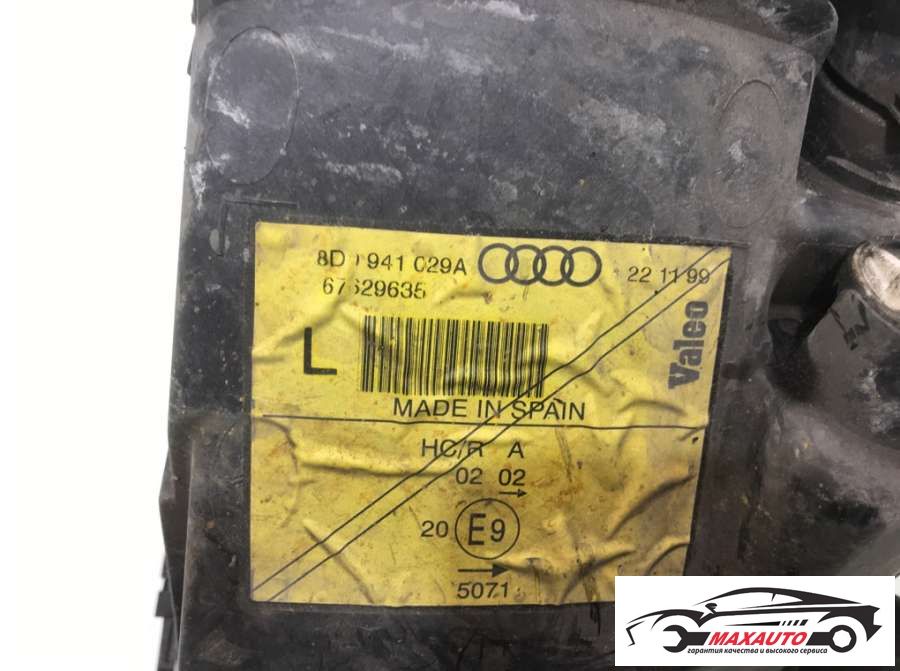 8D 941 029A
22 11 99
67629635
Valeo
L
MADE IN SPAIN
HC/R A
02 02
20 E9
5071
MAXAUTO
гарантия качества и высокого сервиса